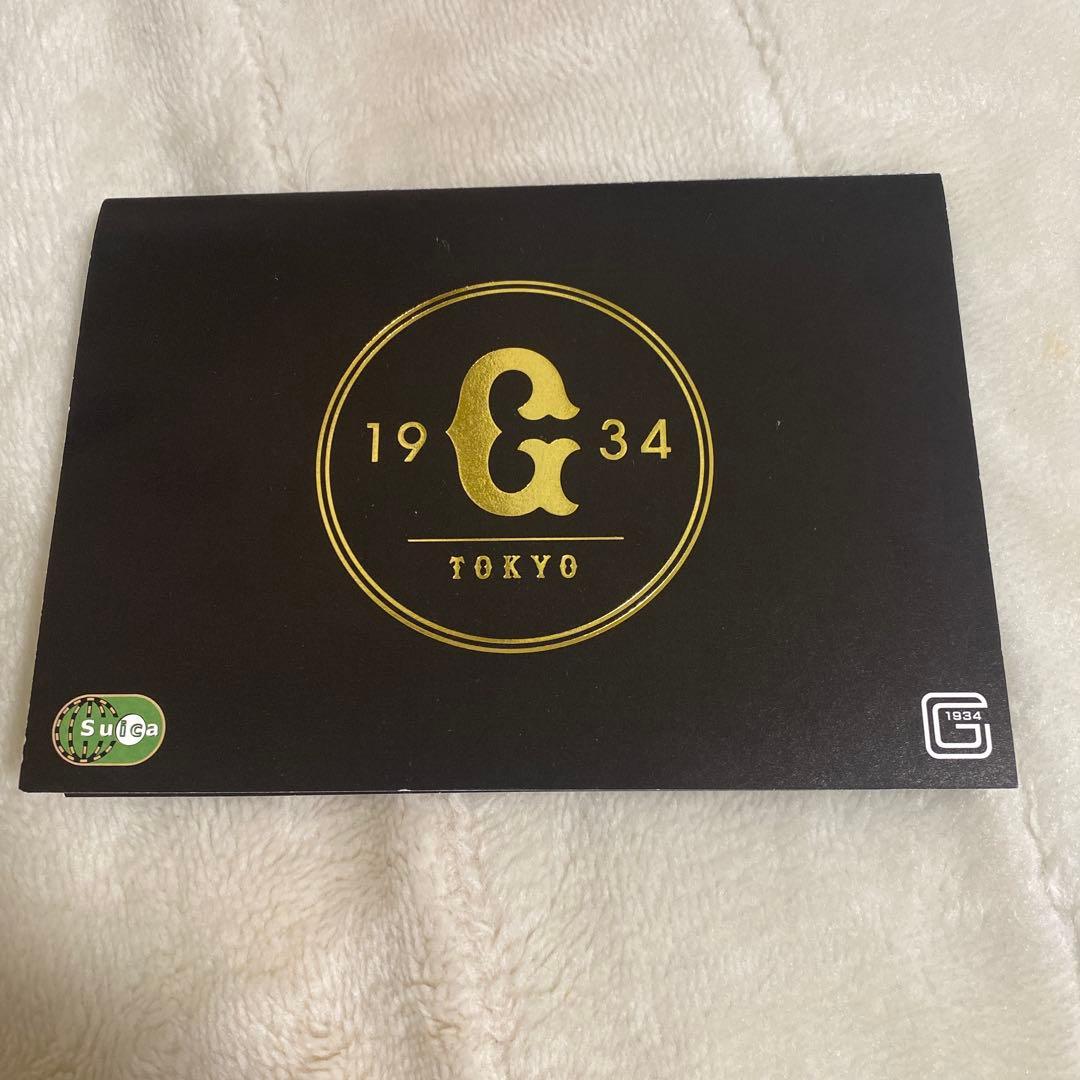 19 G 34
TOKYO
Suica
G 1934